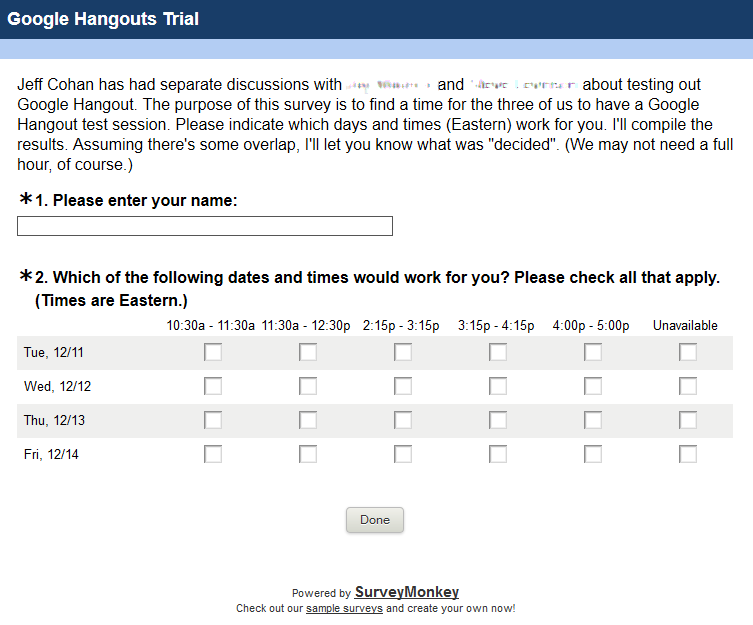 Google Hangouts Trial
Jeff Cohan has had separate discussions with and about testing out
Google Hangout. The purpose of this survey is to find a time for the three of us to have a Google
Hangout test session. Please indicate which days and times (Eastern) work for you. I'll compile the
results. Assuming there's some overlap, I'll let you know what was "decided". (We may not need a full
hour, of course.)
*1. Please enter your name:
*2. Which of the following dates and times would work for you? Please check all that apply.
(Times are Eastern.)
10:30a - 11:30a 11:30a - 12:30p 2:15p - 3:15p 3:15p - 4:15p 4:00p - 5:00p Unavailable
Tue, 12/11
Wed, 12/12
Thu, 12/13
Fri, 12/14
Done
Powered by SurveyMonkey
Check out our sample surveys and create your own now!